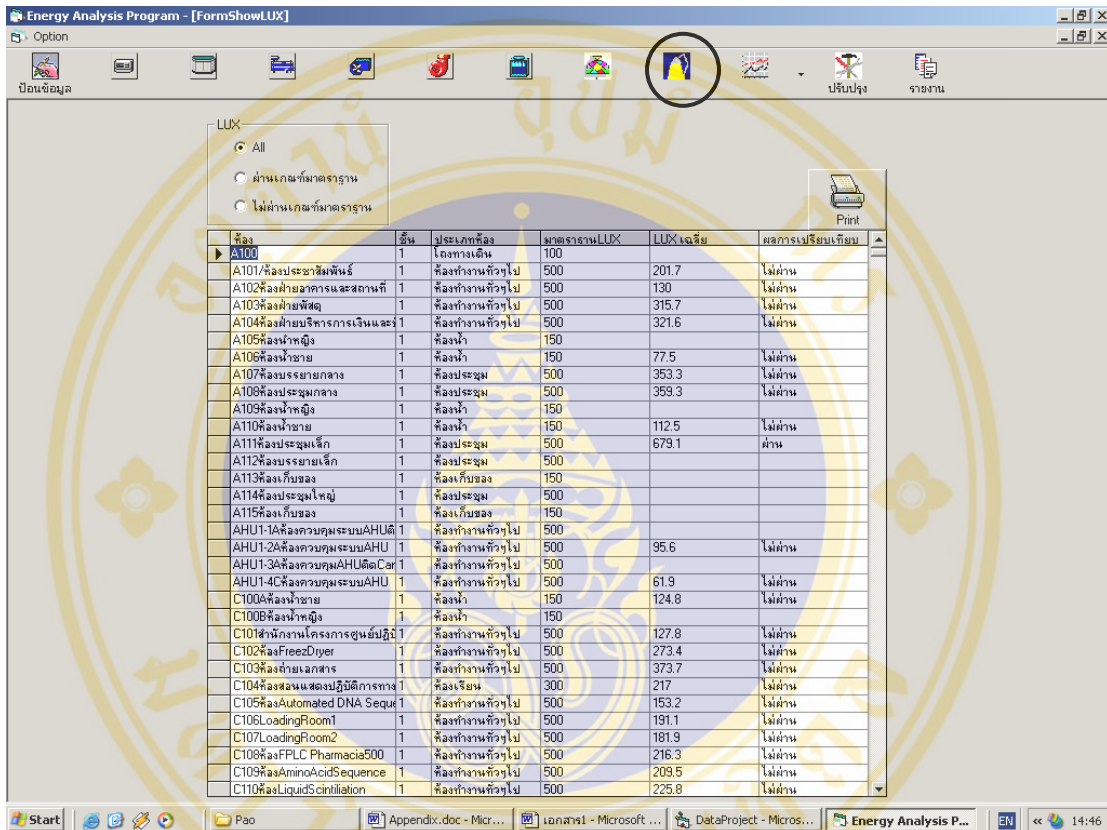 Energy Analysis Program - [FormShowLUX]
Option
ป้อนข้อมูล
ปรับปรุง
รายงาน
LUX
All
ผ่านเกณฑ์มาตราฐาน
ไม่ผ่านเกณฑ์มาตราฐาน
Print
ห้อง ชั้น ประเภทห้อง มาตราฐานLUX LUX เฉลี่ย ผลการเปรียบเทียบ
A100 1 โถงทางเดิน 100
A101/ห้องประชาสัมพันธ์ 1 ห้องทำงานทั่วๆไป 500 201.7 ไม่ผ่าน
A102ห้องฝ่ายอาคารและสถานที่ 1 ห้องทำงานทั่วๆไป 500 130 ไม่ผ่าน
A103ห้องฝ่ายพัสดุ 1 ห้องทำงานทั่วๆไป 500 315.7 ไม่ผ่าน
A104ห้องฝ่ายบริหารการเงินและ 1 ห้องทำงานทั่วๆไป 500 321.6 ไม่ผ่าน
A105ห้องน้ำหญิง 1 ห้องน้ำ 150
A106ห้องน้ำชาย 1 ห้องน้ำ 150 77.5 ไม่ผ่าน
A107ห้องบรรยายกลาง 1 ห้องประชุม 500 353.3 ไม่ผ่าน
A108ห้องประชุมกลาง 1 ห้องประชุม 500 359.3 ไม่ผ่าน
A109ห้องน้ำหญิง 1 ห้องน้ำ 150
A110ห้องน้ำชาย 1 ห้องน้ำ 150 112.5 ไม่ผ่าน
A111ห้องประชุมเล็ก 1 ห้องประชุม 500 679.1 ผ่าน
A112ห้องบรรยายเล็ก 1 ห้องประชุม 500
A113ห้องเก็บของ 1 ห้องเก็บของ 150
A114ห้องประชุมใหญ่ 1 ห้องประชุม 500
A115ห้องเก็บของ 1 ห้องเก็บของ 150
AHU1-1Aห้องควบคุมระบบAHUติ 1 ห้องทำงานทั่วๆไป 500
AHU1-2Aห้องควบคุมระบบAHU 1 ห้องทำงานทั่วๆไป 500 95.6 ไม่ผ่าน
AHU1-3Aห้องควบคุมAHUติดCar 1 ห้องทำงานทั่วๆไป 500
AHU1-4Cห้องควบคุมระบบAHU 1 ห้องทำงานทั่วๆไป 500 61.9 ไม่ผ่าน
C100Aห้องน้ำชาย 1 ห้องน้ำ 150 124.8 ไม่ผ่าน
C100Bห้องน้ำหญิง 1 ห้องน้ำ 150
C101สำนักงานโครงการศูนย์ปฏิบั 1 ห้องทำงานทั่วๆไป 500 127.8 ไม่ผ่าน
C102ห้องFreezDryer 1 ห้องทำงานทั่วๆไป 500 273.4 ไม่ผ่าน
C103ห้องถ่ายเอกสาร 1 ห้องทำงานทั่วๆไป 500 373.7 ไม่ผ่าน
C104ห้องสอนแสดงปฏิบัติการทาง 1 ห้องเรียน 300 217 ไม่ผ่าน
C105ห้องAutomated DNA Seque 1 ห้องทำงานทั่วๆไป 500 153.2 ไม่ผ่าน
C106LoadingRoom1 1 ห้องทำงานทั่วๆไป 500 191.1 ไม่ผ่าน
C107LoadingRoom2 1 ห้องทำงานทั่วๆไป 500 181.9 ไม่ผ่าน
C108ห้องFPLC Pharmacia500 1 ห้องทำงานทั่วๆไป 500 216.3 ไม่ผ่าน
C109ห้องAminoAcidSequence 1 ห้องทำงานทั่วๆไป 500 209.5 ไม่ผ่าน
C110ห้องLiquidScintiliation 1 ห้องทำงานทั่วๆไป 500 225.8 ไม่ผ่าน
Start Pao Appendix.doc - Micr... เอกสาร1 - Microsoft ... DataProject - Micros... Energy Analysis P... EN 14:46